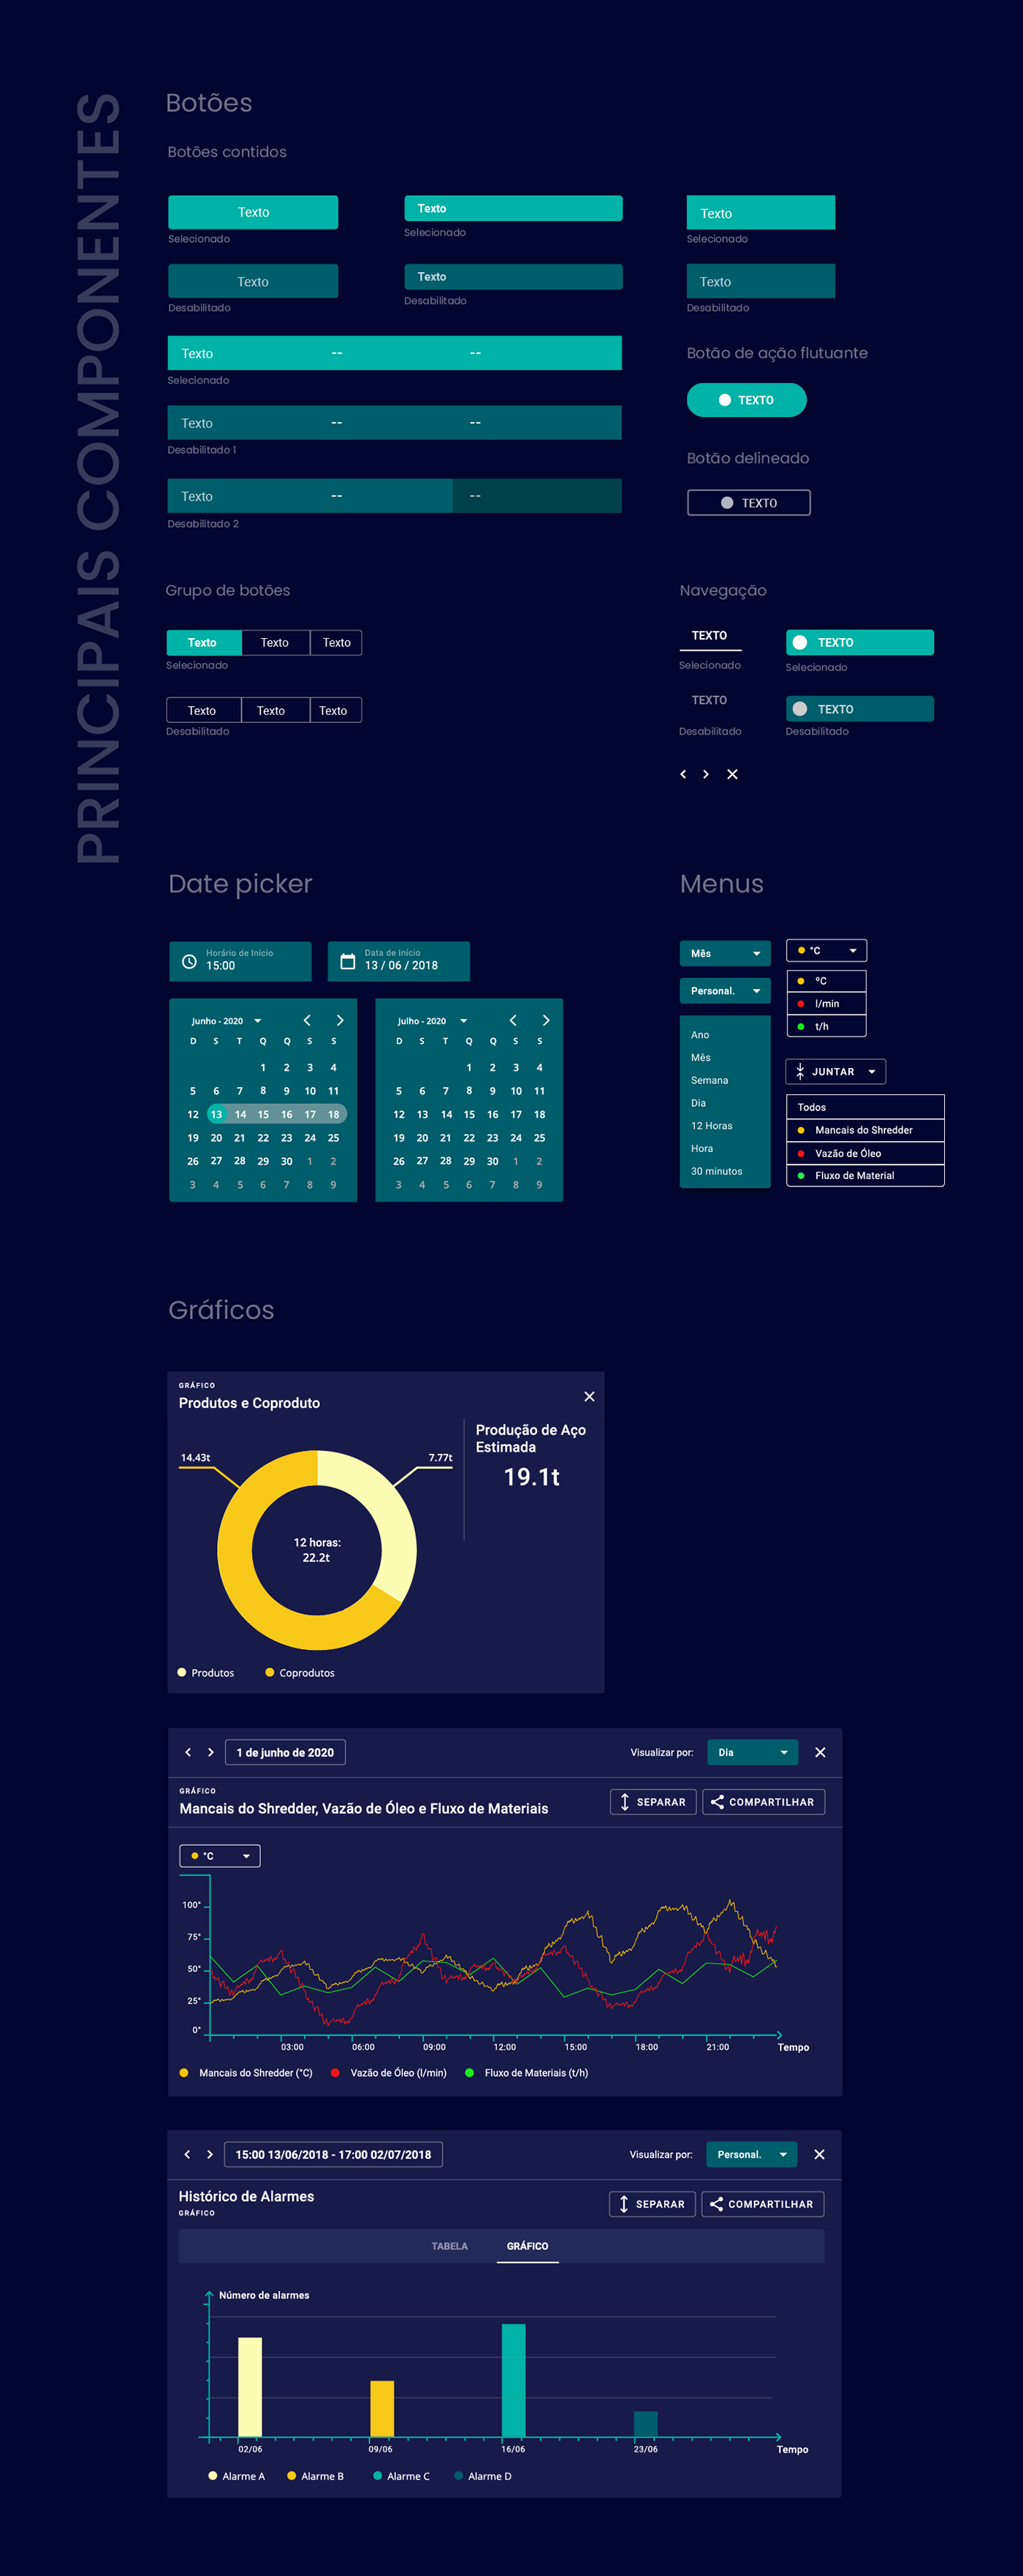 PRINCIPAIS COMPONENTES
Botões
Botões contidos
Texto
Selecionado
Texto
Selecionado
Texto
Selecionado
Texto
Desabilitado
Texto
Desabilitado
Texto
Desabilitado
Texto -- --
Selecionado
Texto -- --
Desabilitado 1
Texto -- --
Desabilitado 2
Botão de ação flutuante
TEXTO
Botão delineado
TEXTO
Grupo de botões
Texto Texto Texto
Selecionado
Texto Texto Texto
Desabilitado
Navegação
TEXTO
Selecionado
TEXTO
Selecionado
TEXTO
Desabilitado
TEXTO
Desabilitado
Date picker
Horário de Início
15:00
Data de Início
13 / 06 / 2018
Junho - 2020
D S T Q Q S S
1 2 3 4
5 6 7 8 9 10 11
12 13 14 15 16 17 18
19 20 21 22 23 24 25
26 27 28 29 30 1 2
3 4 5 6 7 8 9
Julho - 2020
D S T Q Q S S
1 2 3 4
5 6 7 8 9 10 11
12 13 14 15 16 17 18
19 20 21 22 23 24 25
26 27 28 29 30 1 2
3 4 5 6 7 8 9
Menus
Mês
Personal.
Ano
Mês
Semana
Dia
12 Horas
Hora
30 minutos
°C
°C
l/min
t/h
JUNTAR
Todos
Mancais do Shredder
Vazão de Óleo
Fluxo de Material
Gráficos
GRÁFICO
Produtos e Coproduto
14.43t
7.77t
12 horas:
22.2t
Produção de Aço
Estimada
19.1t
Produtos Coprodutos
1 de junho de 2020
Visualizar por: Dia
GRÁFICO
Mancais do Shredder, Vazão de Óleo e Fluxo de Materiais
SEPARAR COMPARTILHAR
°C
100°
75°
50°
25°
0°
03:00 06:00 09:00 12:00 15:00 18:00 21:00 Tempo
Mancais do Shredder (°C) Vazão de Óleo (l/min) Fluxo de Materiais (t/h)
15:00 13/06/2018 - 17:00 02/07/2018
Visualizar por: Personal.
Histórico de Alarmes
GRÁFICO
SEPARAR COMPARTILHAR
TABELA GRÁFICO
Número de alarmes
02/06 09/06 16/06 23/06 Tempo
Alarme A Alarme B Alarme C Alarme D